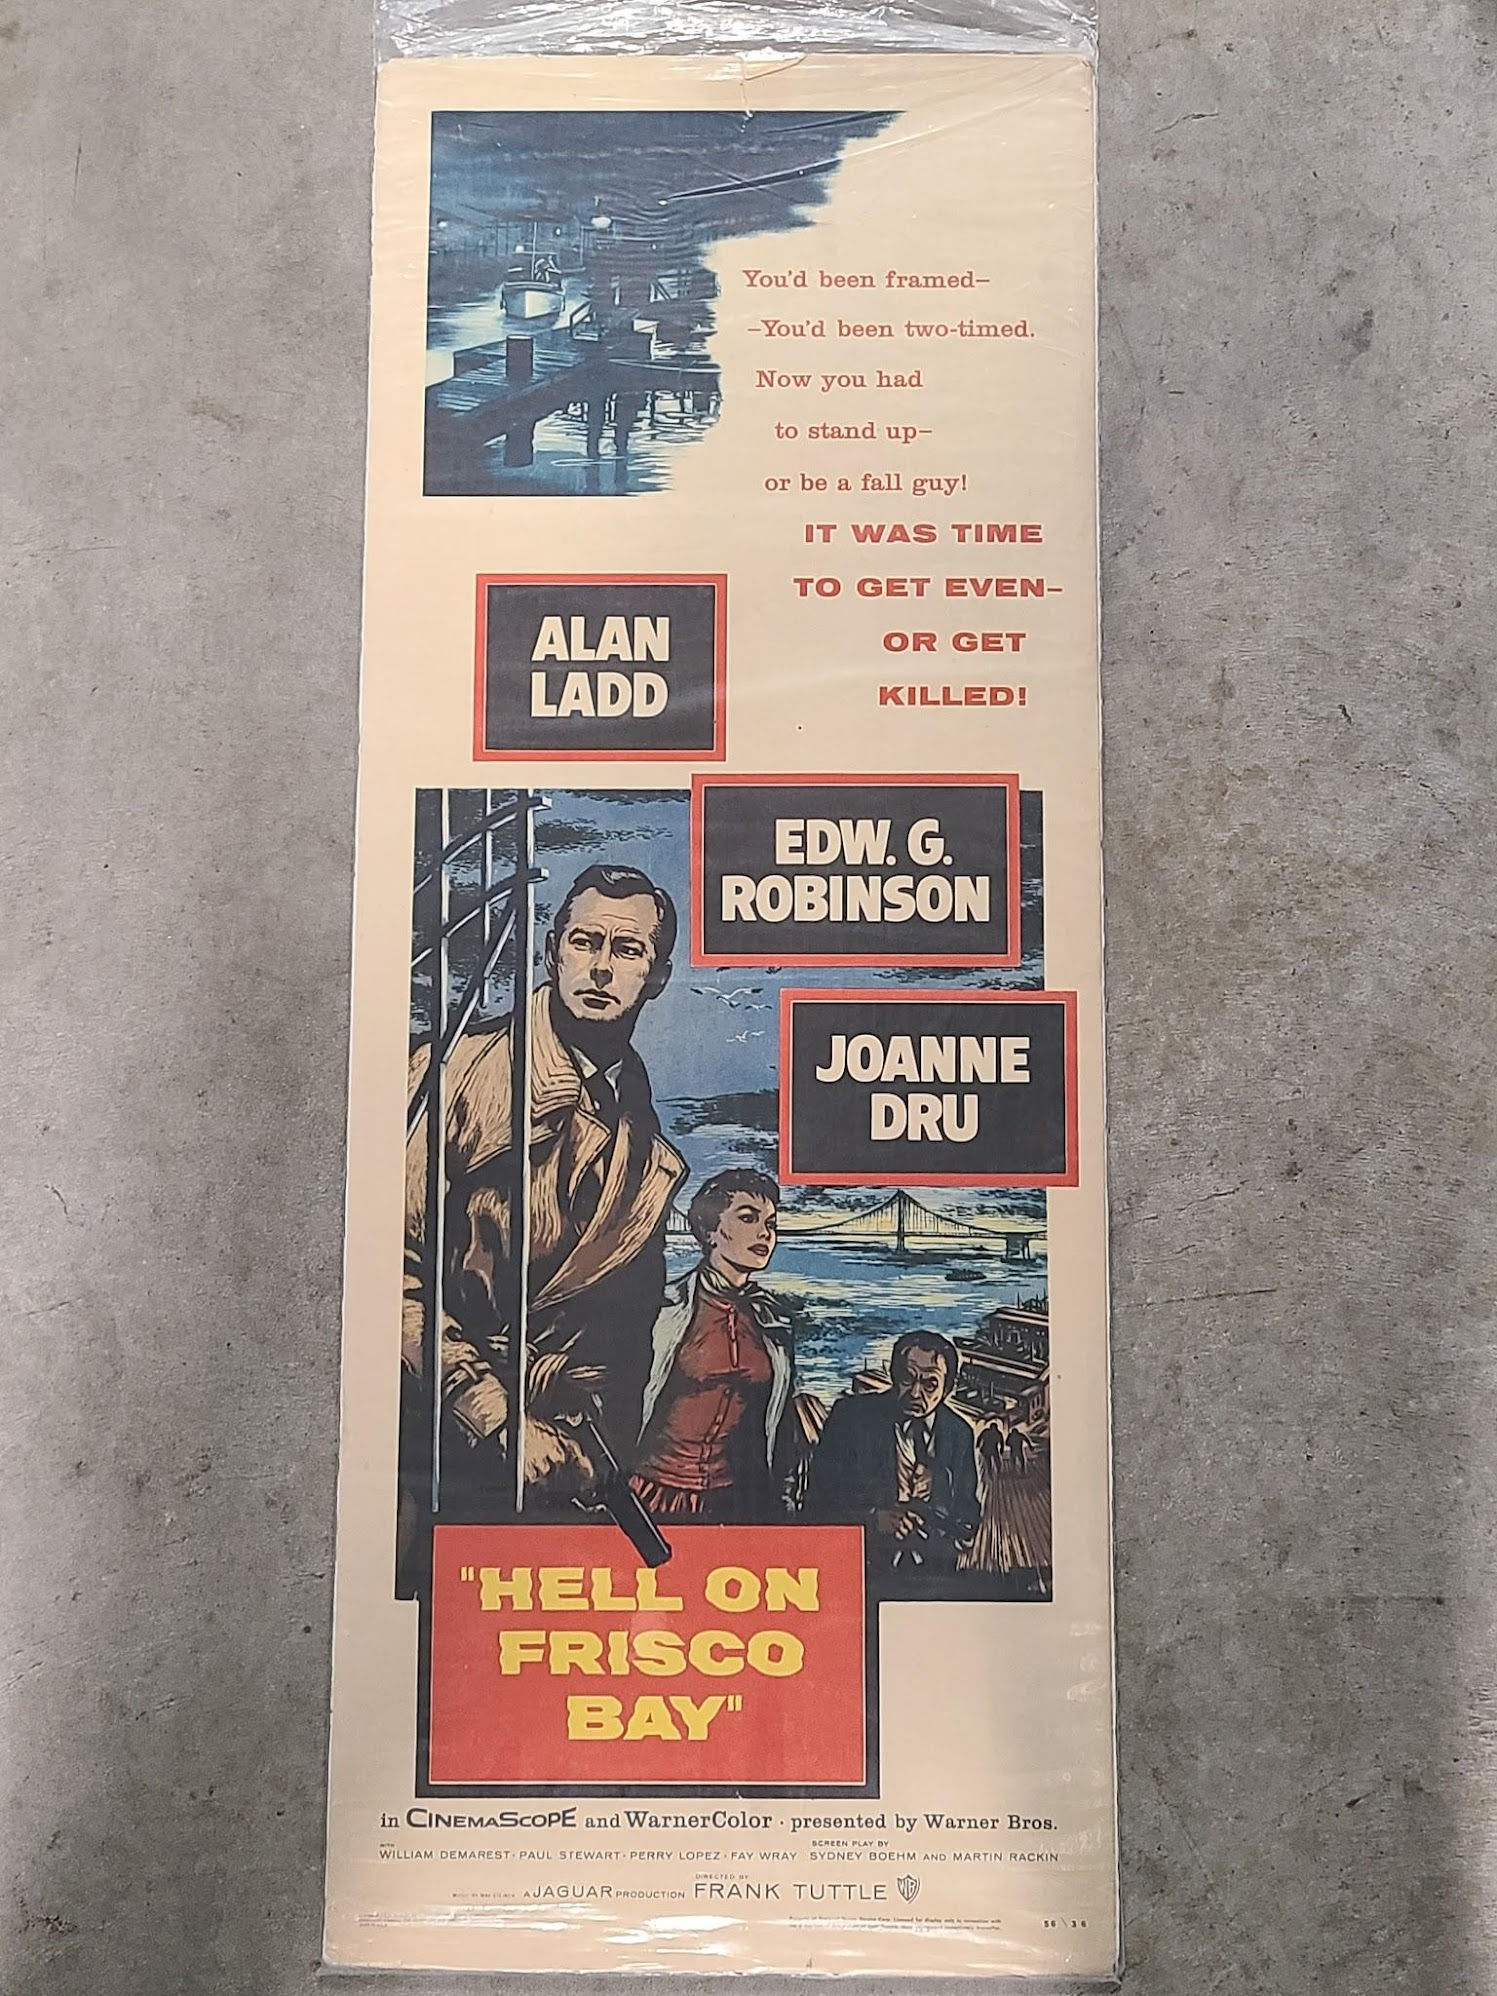 You'd been framed—
—You'd been two-timed.
Now you had
to stand up—
or be a fall guy!
IT WAS TIME
TO GET EVEN—
OR GET
KILLED!
ALAN
LADD
EDW. G.
ROBINSON
JOANNE
DRU
"HELL ON
FRISCO
BAY"
in CINEMASCOPE and WARNERCOLOR · presented by Warner Bros.
WITH
WILLIAM DEMAREST · PAUL STEWART · PERRY LOPEZ · FAY WRAY
SCREEN PLAY BY
SYDNEY BOEHM AND MARTIN RACKIN
A JAGUAR PRODUCTION
DIRECTED BY
FRANK TUTTLE
WB
56 36